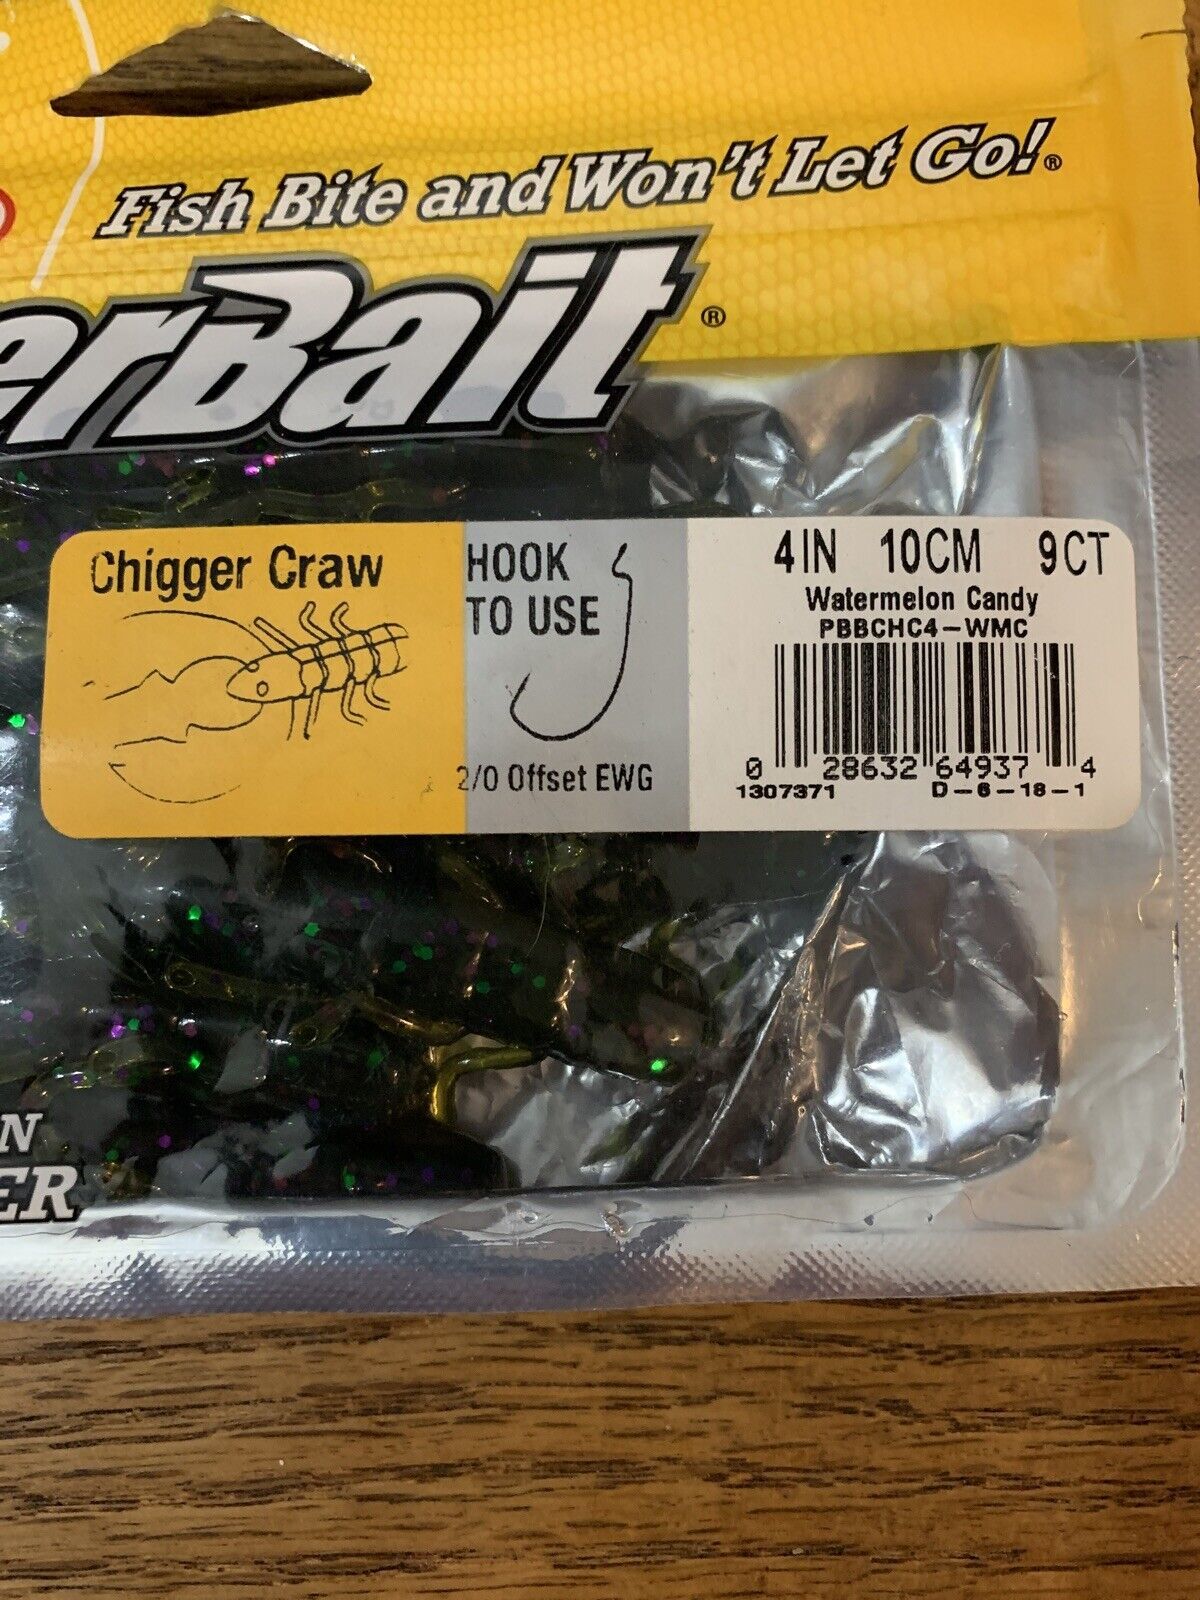 Fish Bite and Won't Let Go!®
erBait®
Chigger Craw
HOOK
TO USE
2/0 Offset EWG
4IN 10CM 9CT
Watermelon Candy
PBBCHC4-WMC
0 28632 64937 4
1307371 D-6-18-1
N
ER